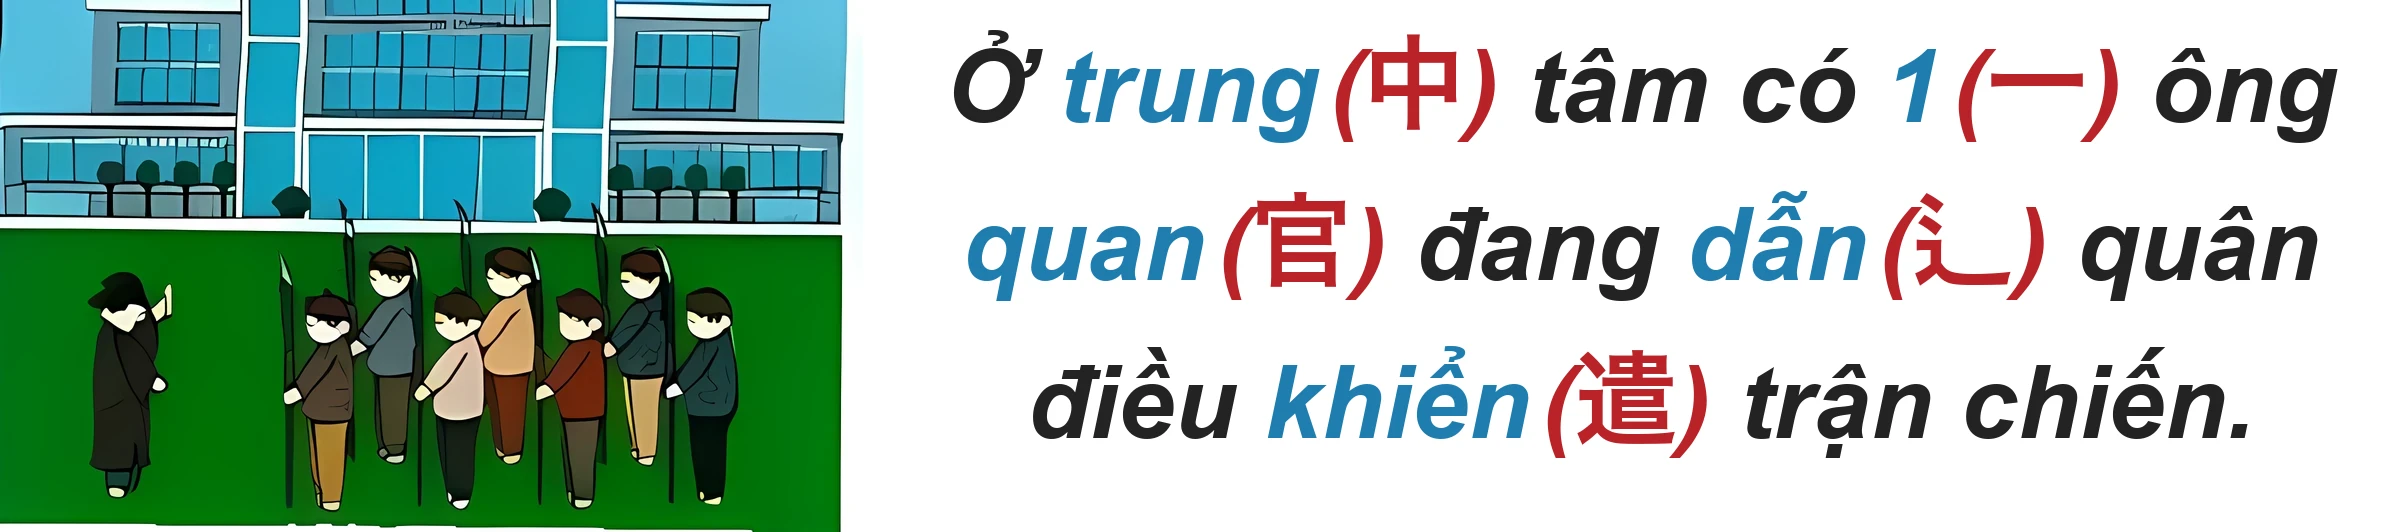 Ở trung(中) tâm có 1(一) ông
quan(官) đang dẫn(辶) quân
điều khiển(遣) trận chiến.